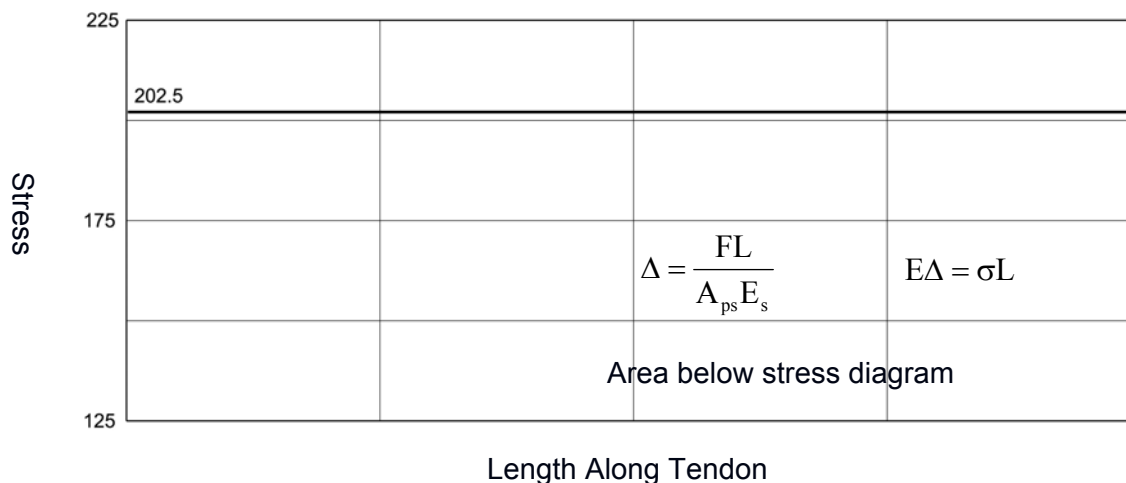 225
202.5
Stress
175
Δ = FL / A_ps E_s
EΔ = σL
Area below stress diagram
125
Length Along Tendon